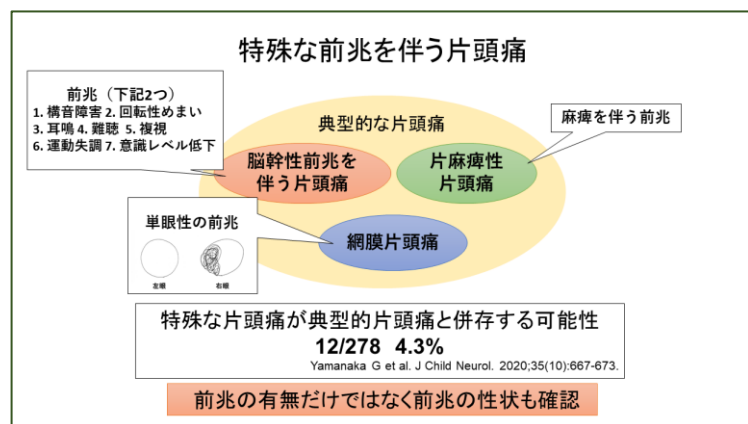 特殊な前兆を伴う片頭痛
前兆（下記2つ）
1. 構音障害 2. 回転性めまい
3. 耳鳴 4. 難聴 5. 複視
6. 運動失調 7. 意識レベル低下
典型的な片頭痛
麻痺を伴う前兆
脳幹性前兆を
伴う片頭痛
片麻痺性
片頭痛
単眼性の前兆
左眼 右眼
網膜片頭痛
特殊な片頭痛が典型的片頭痛と併存する可能性
12/278 4.3%
Yamanaka G et al. J Child Neurol. 2020;35(10):667-673.
前兆の有無だけではなく前兆の性状も確認